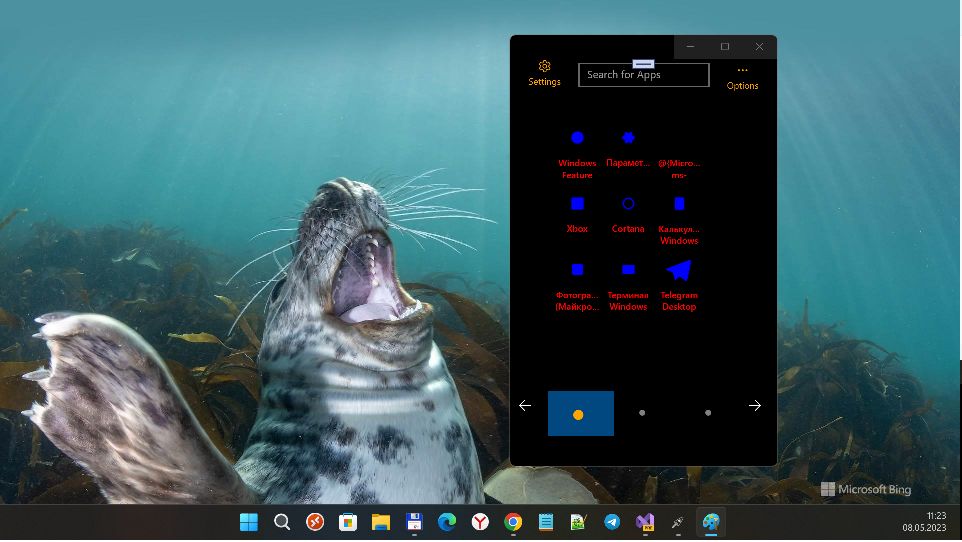 Settings
Search for Apps
Options
Windows
Feature
Парамет...
@{Micro...
ms-
Xbox
Cortana
Калькул...
Windows
Фотогра...
(Майкро...
Терминал
Windows
Telegram
Desktop
Microsoft Bing
11:23
08.05.2023